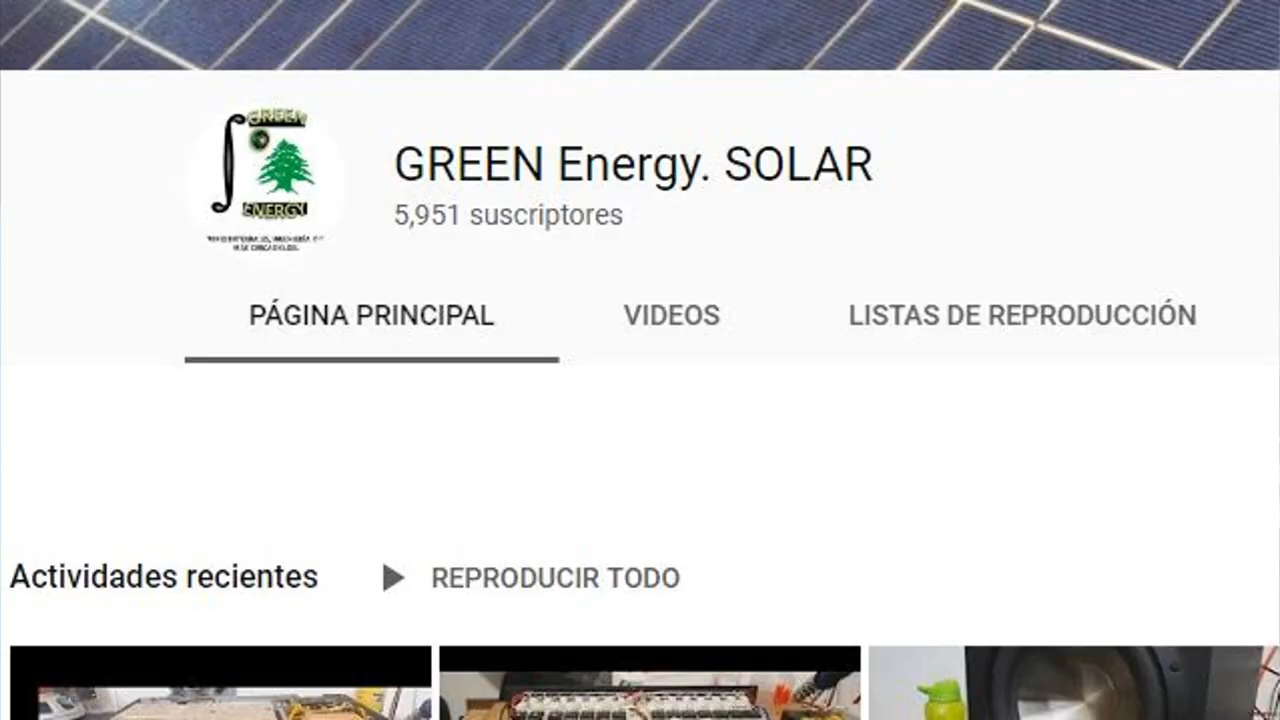 GREEN
ENERGY
GREEN Energy. SOLAR
5,951 suscriptores
PÁGINA PRINCIPAL
VIDEOS
LISTAS DE REPRODUCCIÓN
Actividades recientes
REPRODUCIR TODO